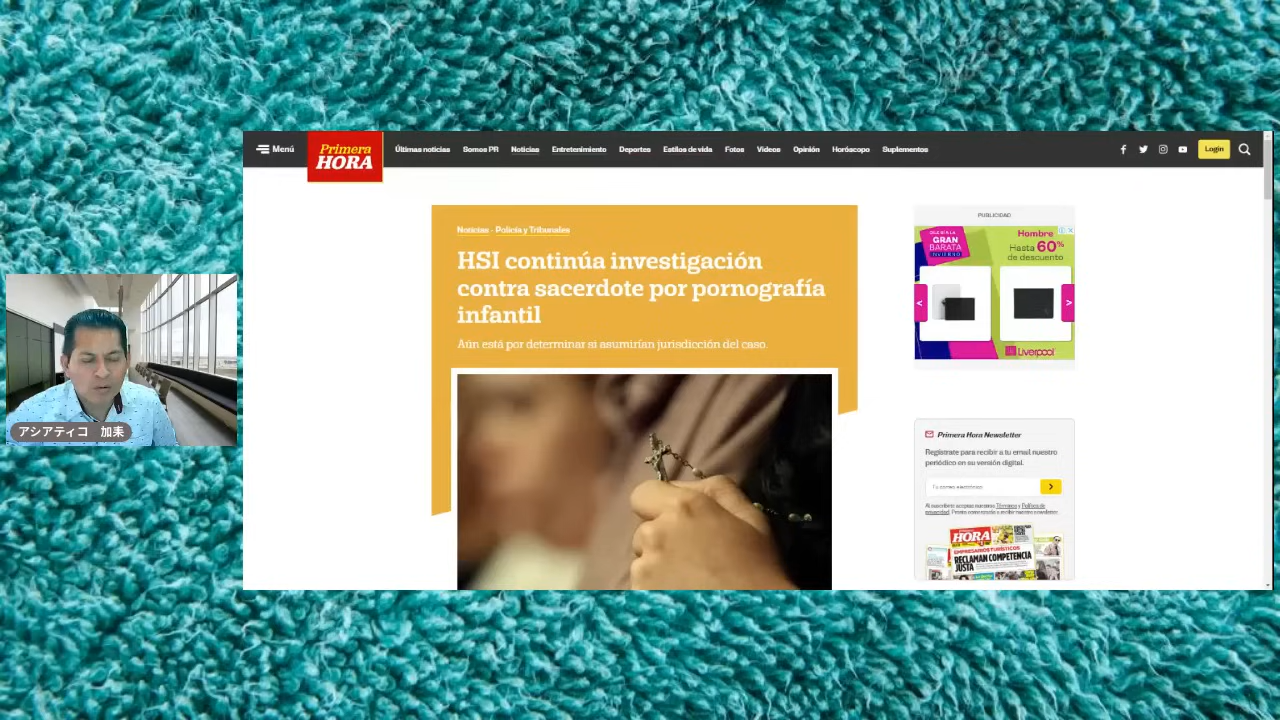 Menú
Primera
HORA
Últimas noticias
Somos PR
Noticias
Entretenimiento
Deportes
Estilos de vida
Fotos
Videos
Opinión
Horóscopo
Suplementos
Login
Noticias - Policía y Tribunales
HSI continúa investigación
contra sacerdote por pornografía
infantil
Aún está por determinar si asumirían jurisdicción del caso.
アシアティコ
PUBLICIDAD
GRAN
BARATA
Hombre
Hasta 60%
de descuento
Liverpool
Primera Hora Newsletter
Regístrate para recibir a tu email nuestro
periódico en su versión digital.
Tu correo electrónico
HORA
RECLAMAN COMPETENCIA
JUSTA